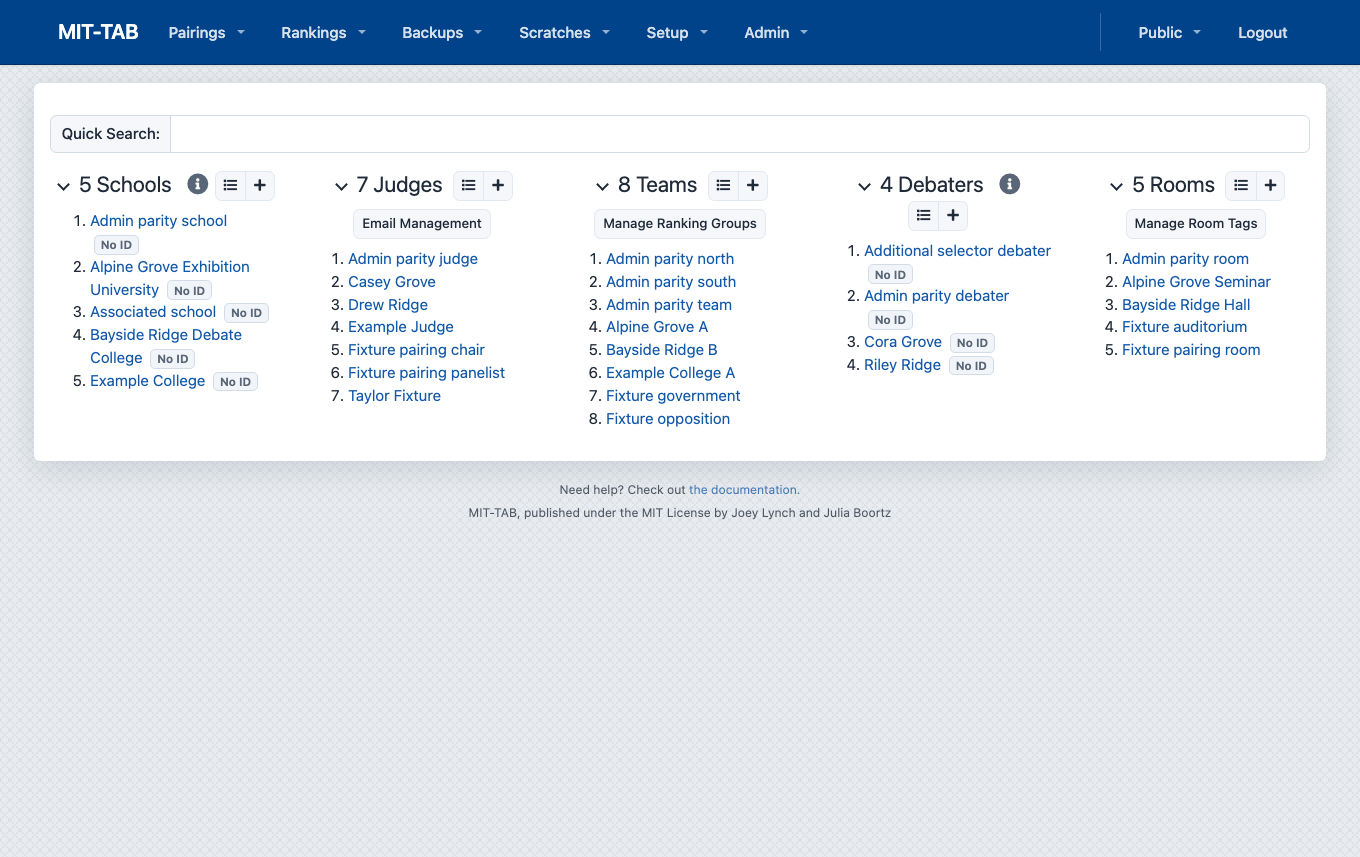 MIT-TAB Pairings Rankings Backups Scratches Setup Admin Public Logout
Quick Search:
5 Schools
1. Admin parity school
No ID
2. Alpine Grove Exhibition
University No ID
3. Associated school No ID
4. Bayside Ridge Debate
College No ID
5. Example College No ID
7 Judges
Email Management
1. Admin parity judge
2. Casey Grove
3. Drew Ridge
4. Example Judge
5. Fixture pairing chair
6. Fixture pairing panelist
7. Taylor Fixture
8 Teams
Manage Ranking Groups
1. Admin parity north
2. Admin parity south
3. Admin parity team
4. Alpine Grove A
5. Bayside Ridge B
6. Example College A
7. Fixture government
8. Fixture opposition
4 Debaters
1. Additional selector debater
No ID
2. Admin parity debater
No ID
3. Cora Grove No ID
4. Riley Ridge No ID
5 Rooms
Manage Room Tags
1. Admin parity room
2. Alpine Grove Seminar
3. Bayside Ridge Hall
4. Fixture auditorium
5. Fixture pairing room
Need help? Check out the documentation.
MIT-TAB, published under the MIT License by Joey Lynch and Julia Boortz